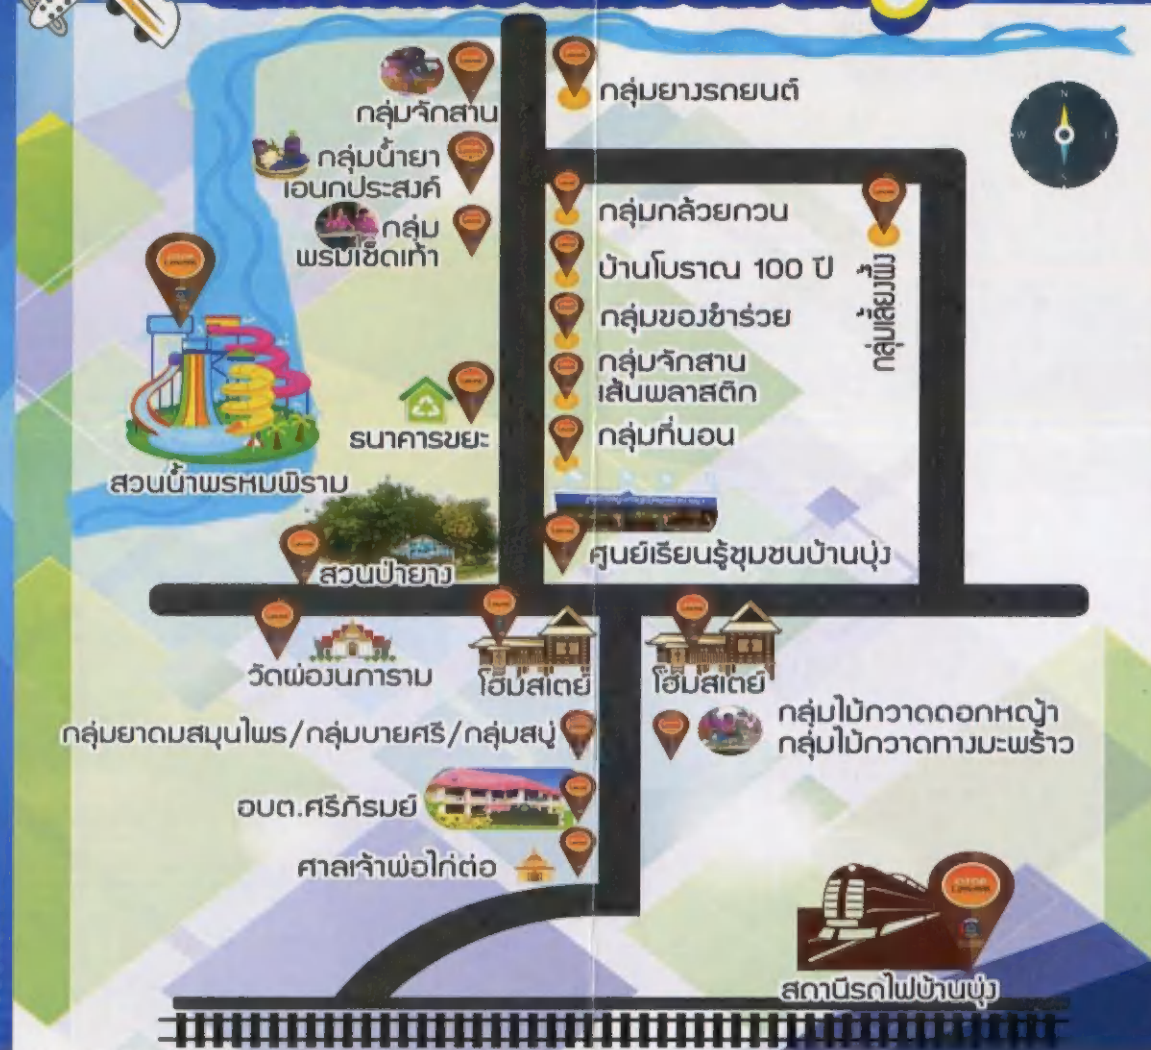 กลุ่มจักสาน
กลุ่มยางรถยนต์
N
W
กลุ่มน้ำยา
เอนกประสงค์
กลุ่ม
พรมเช็ดเท้า
กลุ่มกล้วยกวน
บ้านโบราณ 100 ปี
กลุ่มของชำร่วย
กลุ่มจักสาน
เส้นพลาสติก
กลุ่มที่นอน
กลุ่มเลี้ยงผึ้ง
ธนาคารขยะ
สวนน้ำพรหมพิราม
สวนป่ายาง
ศูนย์เรียนรู้ชุมชนบ้านบุ่ง
วัดผ่องนภาราม
โฮมสเตย์
โฮมสเตย์
กลุ่มยาดมสมุนไพร/กลุ่มบายศรี/กลุ่มสบู่
กลุ่มไม้กวาดดอกหญ้า
กลุ่มไม้กวาดทางมะพร้าว
อบต.ศรีภิรมย์
ศาลเจ้าพ่อไก่ต่อ
สถานีรถไฟบ้านบุ่ง